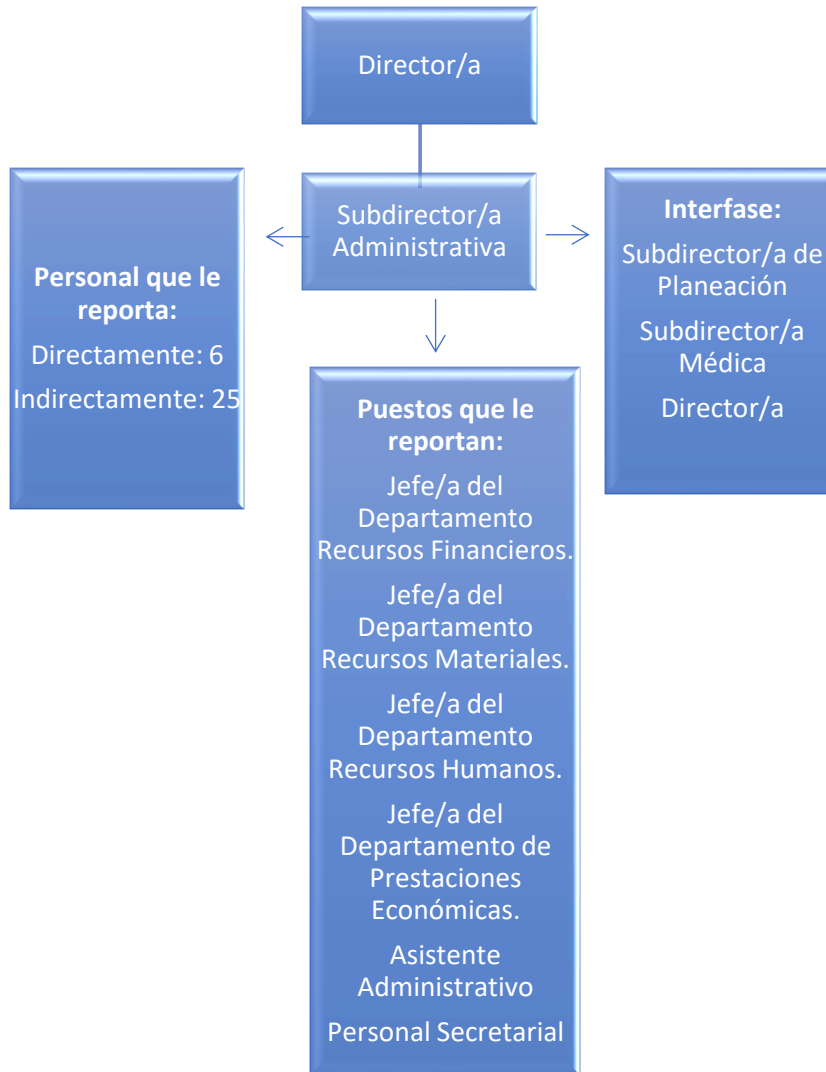 Director/a
Subdirector/a
Administrativa
Personal que le
reporta:
Directamente: 6
Indirectamente: 25
Interfase:
Subdirector/a de
Planeación
Subdirector/a
Médica
Director/a
Puestos que le
reportan:
Jefe/a del
Departamento
Recursos Financieros.
Jefe/a del
Departamento
Recursos Materiales.
Jefe/a del
Departamento
Recursos Humanos.
Jefe/a del
Departamento de
Prestaciones
Económicas.
Asistente
Administrativo
Personal Secretarial